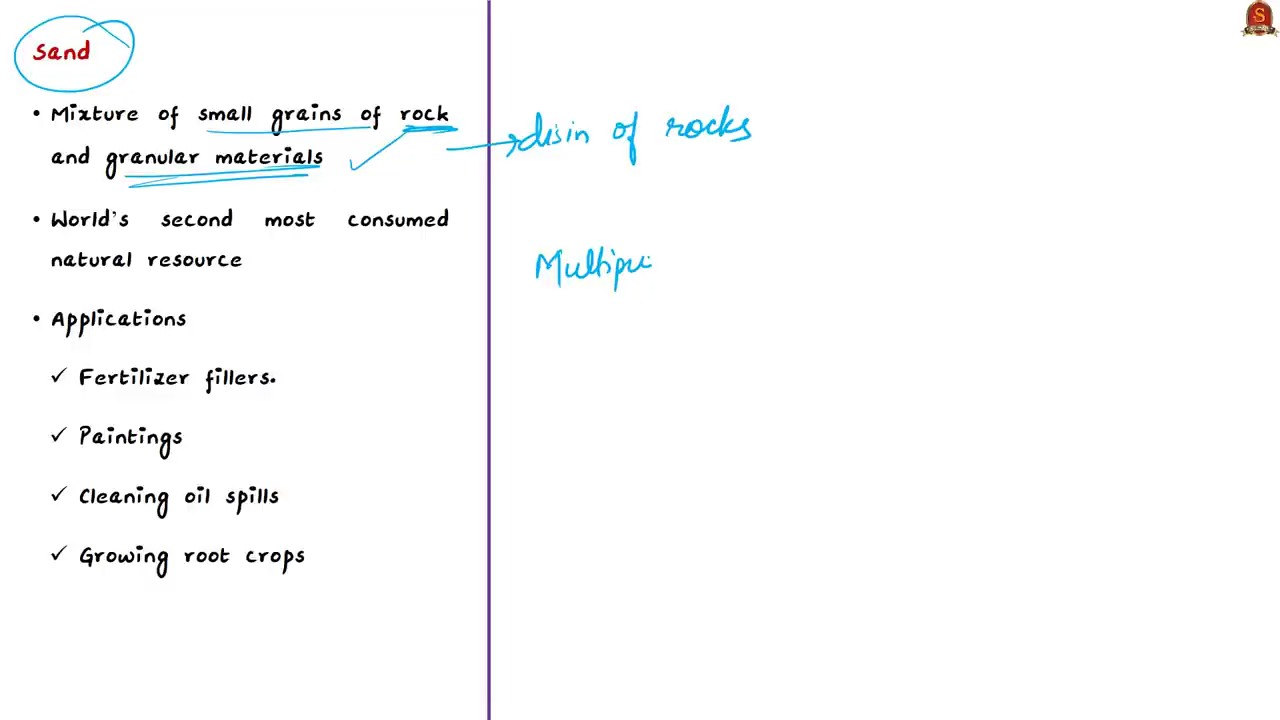 Sand
• Mixture of small grains of rock
and granular materials
• World's second most consumed
natural resource
• Applications
✓ Fertilizer fillers.
✓ Paintings
✓ Cleaning oil spills
✓ Growing root crops
disin of rocks